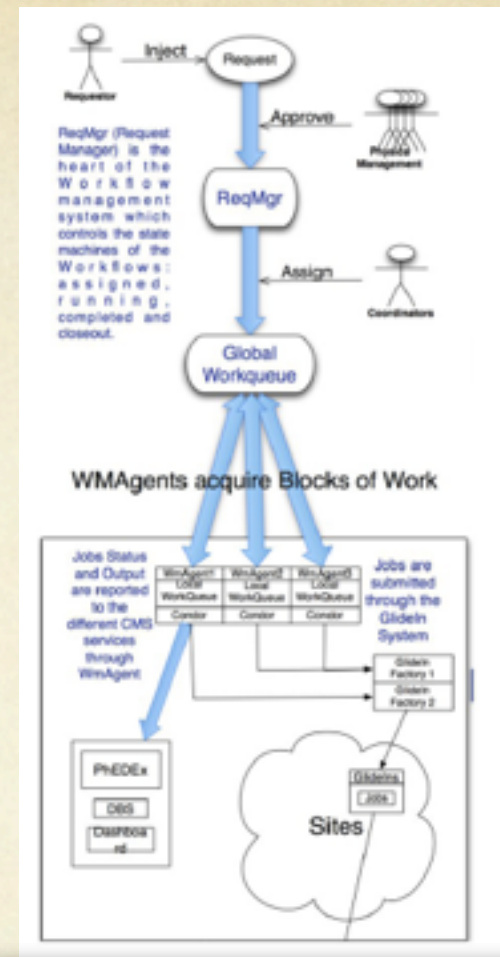 Inject
Request
Requestor
Approve
Physical
Management
ReqMgr (Request
Manager) is the
heart of the
Workflow
management
system which
controls the state
machines of the
Workflows:
assigned,
running,
completed and
closeout.
ReqMgr
Assign
Coordinators
Global
Workqueue
WMAgents acquire Blocks of Work
Jobs Status
and Output
are reported
to the
different CMS
services
through
WmAgent
WmAgent1
Local
WorkQueue
Condor
WmAgent2
Local
WorkQueue
Condor
WmAgent3
Local
WorkQueue
Condor
Jobs are
submitted
through the
GlideIn
System
Glidein
Factory 1
Glidein
Factory 2
PhEDEx
DBS
Dashboa
rd
GlideIns
Jobs
Sites